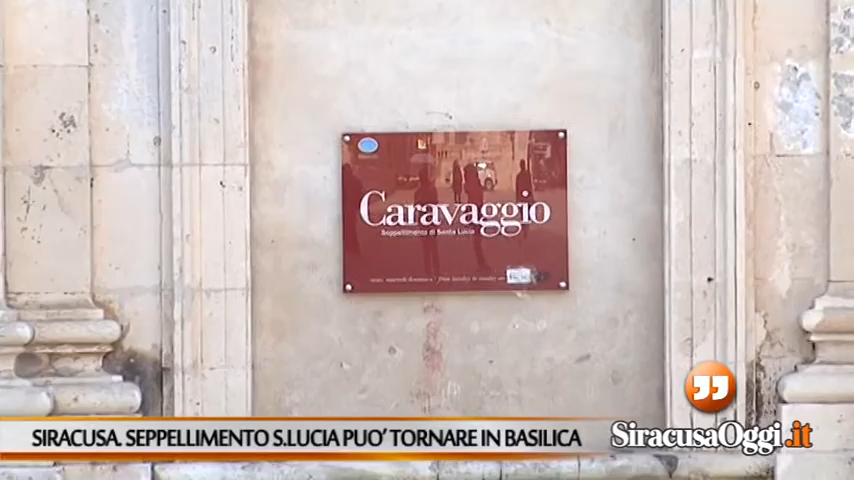 Caravaggio
Seppellimento di Santa Lucia
SIRACUSA. SEPPELLIMENTO S.LUCIA PUO' TORNARE IN BASILICA
SiracusaOggi.it